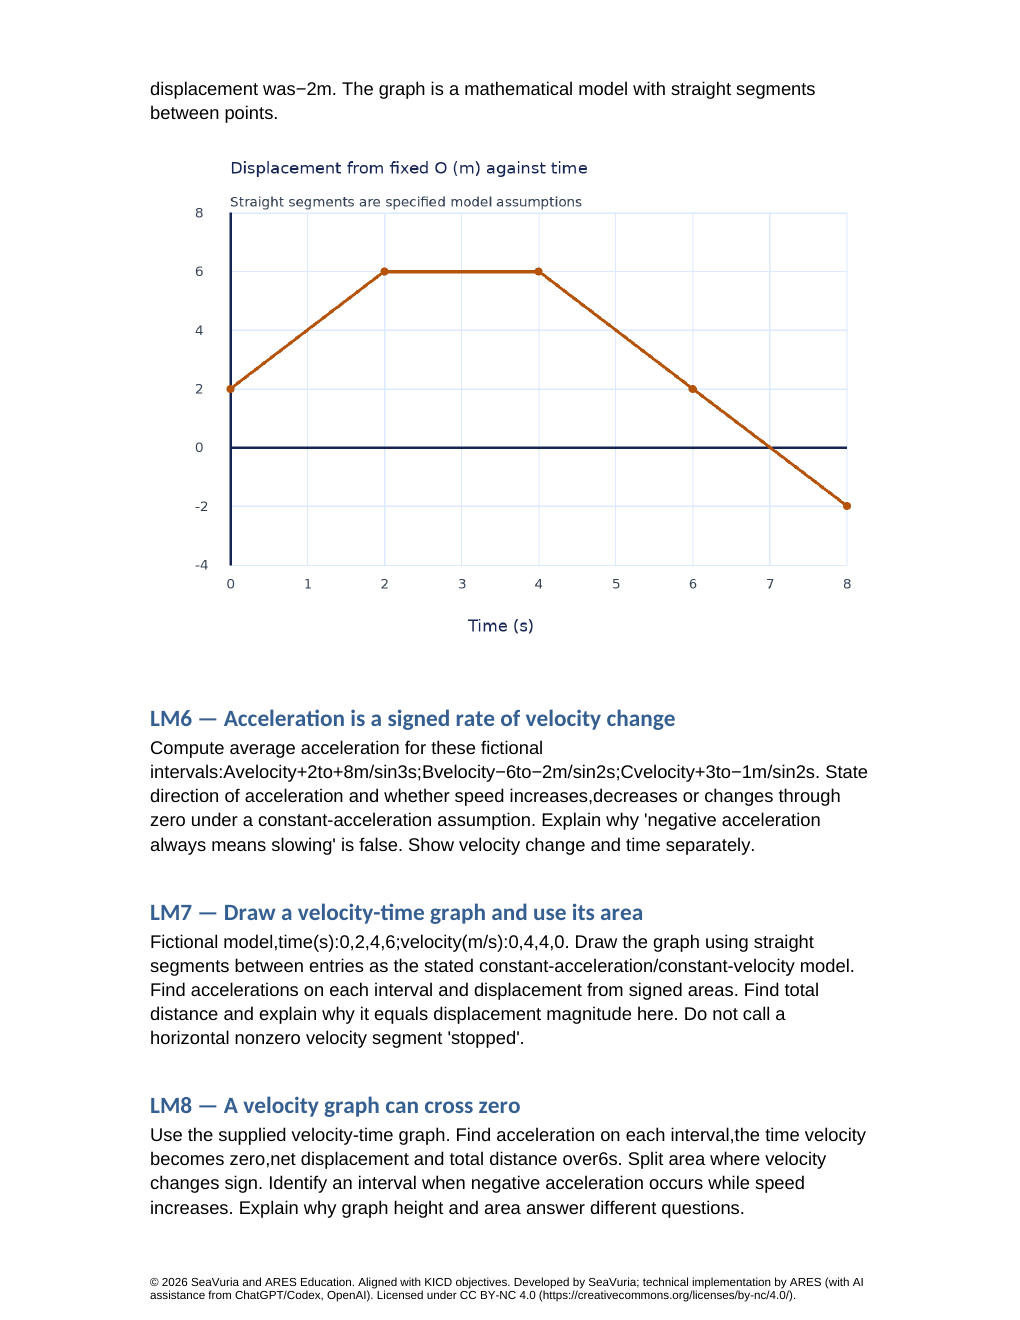 displacement was−2m. The graph is a mathematical model with straight segments
between points.
Displacement from fixed O (m) against time
Straight segments are specified model assumptions
8
6
4
2
0
-2
-4
0 1 2 3 4 5 6 7 8
Time (s)
LM6 — Acceleration is a signed rate of velocity change
Compute average acceleration for these fictional
intervals:Avelocity+2to+8m/sin3s;Bvelocity−6to−2m/sin2s;Cvelocity+3to−1m/sin2s. State
direction of acceleration and whether speed increases,decreases or changes through
zero under a constant-acceleration assumption. Explain why 'negative acceleration
always means slowing' is false. Show velocity change and time separately.
LM7 — Draw a velocity-time graph and use its area
Fictional model,time(s):0,2,4,6;velocity(m/s):0,4,4,0. Draw the graph using straight
segments between entries as the stated constant-acceleration/constant-velocity model.
Find accelerations on each interval and displacement from signed areas. Find total
distance and explain why it equals displacement magnitude here. Do not call a
horizontal nonzero velocity segment 'stopped'.
LM8 — A velocity graph can cross zero
Use the supplied velocity-time graph. Find acceleration on each interval,the time velocity
becomes zero,net displacement and total distance over6s. Split area where velocity
changes sign. Identify an interval when negative acceleration occurs while speed
increases. Explain why graph height and area answer different questions.
© 2026 SeaVuria and ARES Education. Aligned with KICD objectives. Developed by SeaVuria; technical implementation by ARES (with AI
assistance from ChatGPT/Codex, OpenAI). Licensed under CC BY-NC 4.0 (https://creativecommons.org/licenses/by-nc/4.0/).